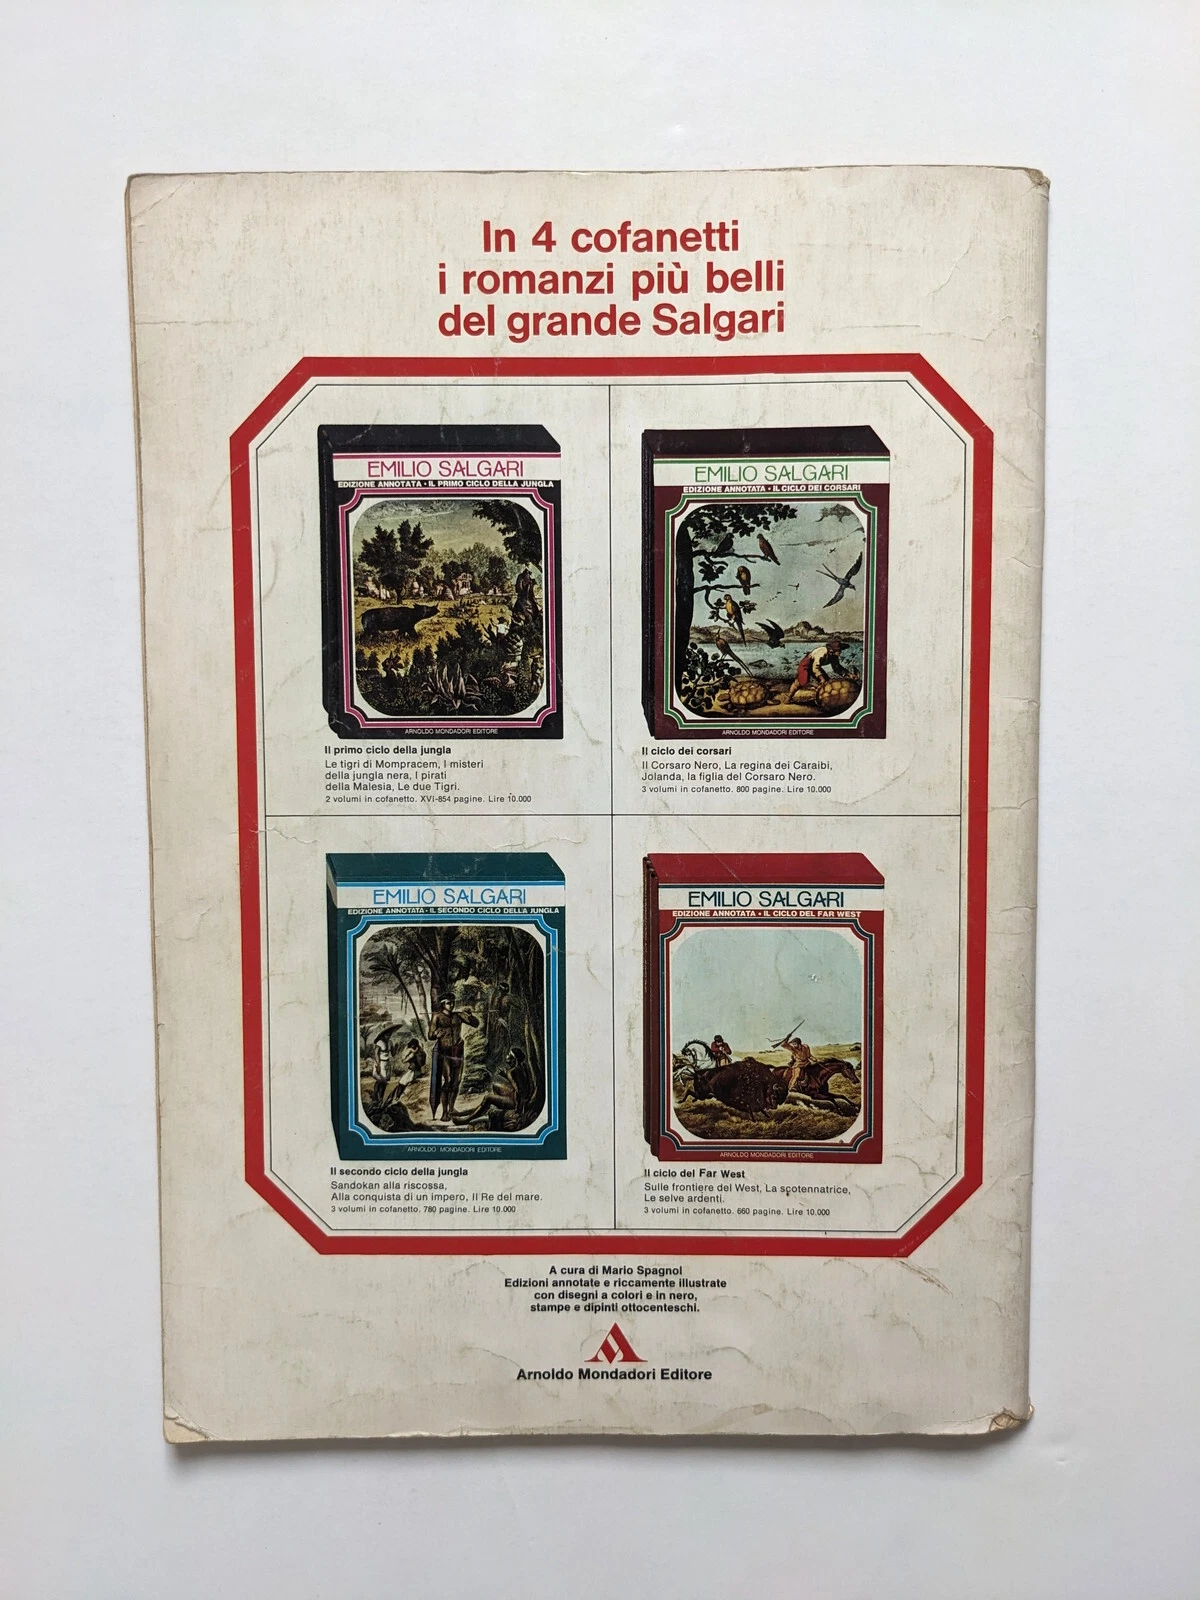 In 4 cofanetti
i romanzi più belli
del grande Salgari
EMILIO SALGARI
EDIZIONE ANNOTATA • IL PRIMO CICLO DELLA JUNGLA
ARNOLDO MONDADORI EDITORE
Il primo ciclo della jungla
Le tigri di Mompracem, I misteri
della jungla nera, I pirati
della Malesia, Le due Tigri.
2 volumi in cofanetto. XVI-854 pagine. Lire 10.000
EMILIO SALGARI
EDIZIONE ANNOTATA • IL CICLO DEI CORSARI
ARNOLDO MONDADORI EDITORE
Il ciclo dei corsari
Il Corsaro Nero, La regina dei Caraibi,
Jolanda, la figlia del Corsaro Nero.
3 volumi in cofanetto. 800 pagine. Lire 10.000
EMILIO SALGARI
EDIZIONE ANNOTATA • IL SECONDO CICLO DELLA JUNGLA
ARNOLDO MONDADORI EDITORE
Il secondo ciclo della jungla
Sandokan alla riscossa,
Alla conquista di un impero, Il Re del mare.
3 volumi in cofanetto. 780 pagine. Lire 10.000
EMILIO SALGARI
EDIZIONE ANNOTATA • IL CICLO DEL FAR WEST
ARNOLDO MONDADORI EDITORE
Il ciclo del Far West
Sulle frontiere del West, La scotennatrice,
Le selve ardenti.
3 volumi in cofanetto. 660 pagine. Lire 10.000
A cura di Mario Spagnol
Edizioni annotate e riccamente illustrate
con disegni a colori e in nero,
stampe e dipinti ottocenteschi.
Arnoldo Mondadori Editore